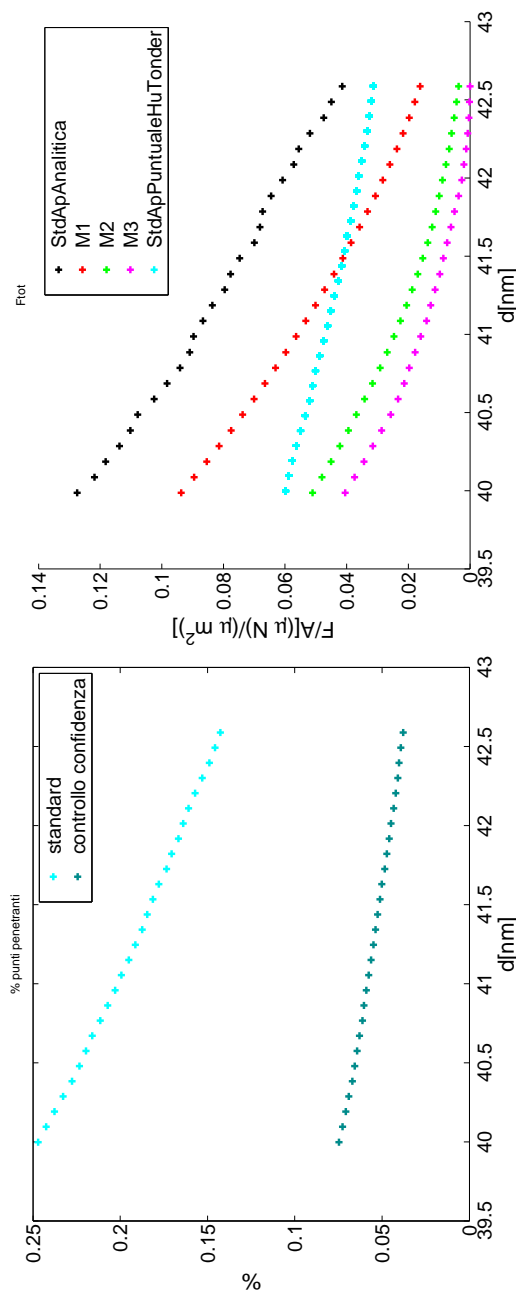 % punti penetranti
standard
controllo confidenza
%
0.25
0.2
0.15
0.1
0.05
0
39.5
40
40.5
41
41.5
42
42.5
43
d[nm]
Ftot
StdApAnalitica
M1
M2
M3
StdApPuntualeHuTonder
F/A[(μ N)/(μ m²)]
0.14
0.12
0.1
0.08
0.06
0.04
0.02
0
39.5
40
40.5
41
41.5
42
42.5
43
d[nm]